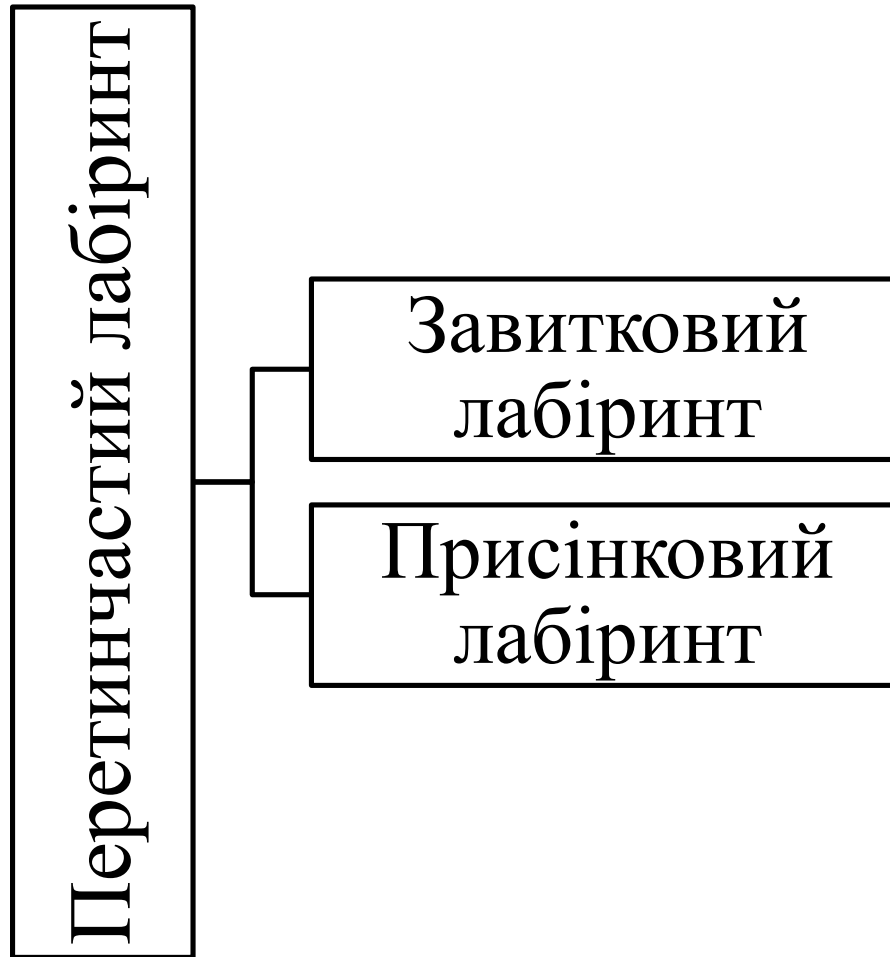 Перетинчастий лабіринт
Завитковий
лабіринт
Присінковий
лабіринт